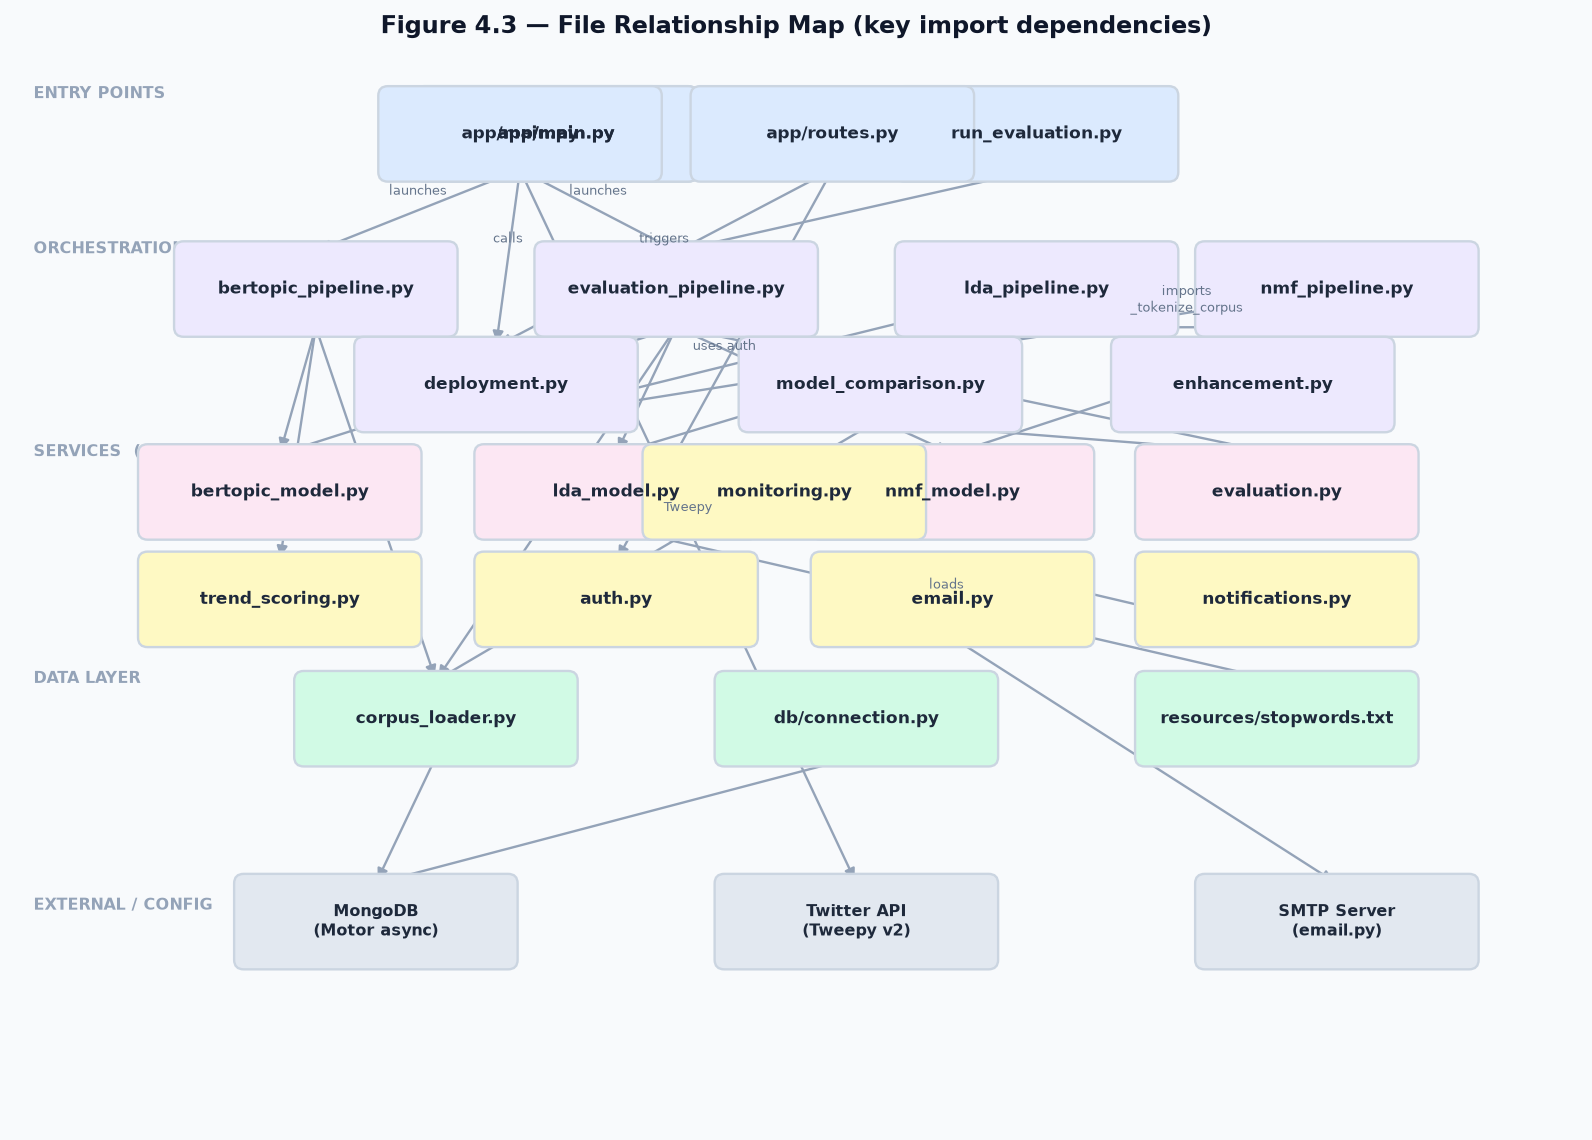 Figure 4.3 — File Relationship Map (key import dependencies)
ENTRY POINTS
app/main.py
app/routes.py
run_evaluation.py
launches
launches
calls
triggers
ORCHESTRATION
bertopic_pipeline.py
evaluation_pipeline.py
lda_pipeline.py
imports
_tokenize_corpus
nmf_pipeline.py
uses auth
deployment.py
model_comparison.py
enhancement.py
SERVICES (
bertopic_model.py
lda_model.py
monitoring.py
nmf_model.py
evaluation.py
Tweepy
trend_scoring.py
auth.py
loads
email.py
notifications.py
DATA LAYER
corpus_loader.py
db/connection.py
resources/stopwords.txt
EXTERNAL / CONFIG
MongoDB
(Motor async)
Twitter API
(Tweepy v2)
SMTP Server
(email.py)